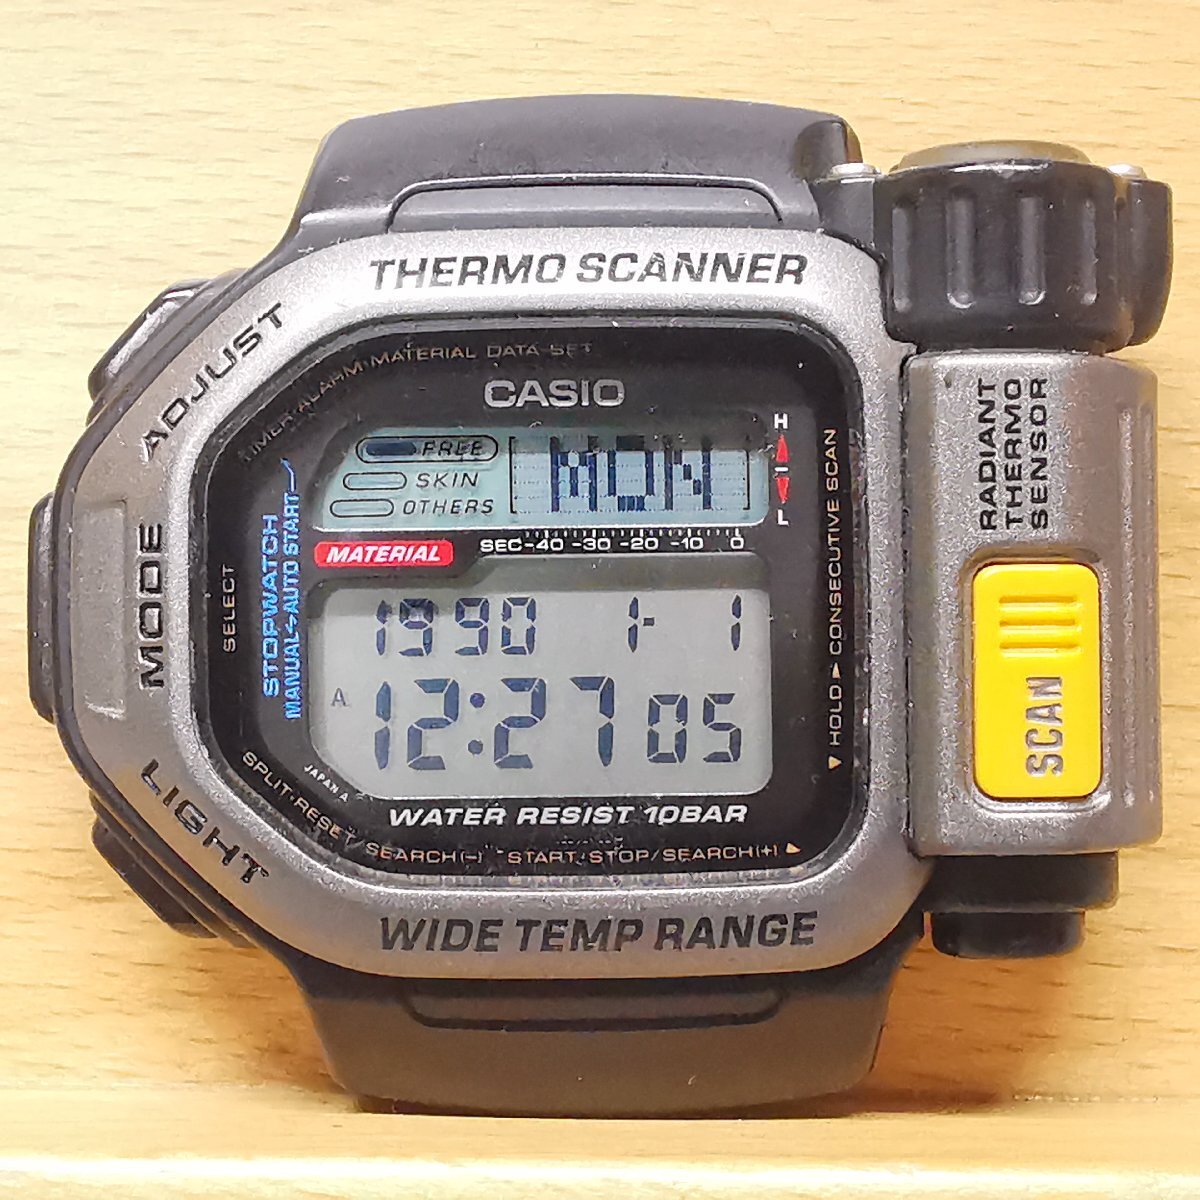 THERMO SCANNER
ADJUST
TIMER•ALARM•MATERIAL DATA SET
CASIO
FREE
SKIN
OTHERS
MON
H
L
MATERIAL
SEC-40 -30 -20 -10 0
STOPWATCH
MANUAL↔AUTO START
SELECT
MODE
1990 1- 1
A 12:27 05
▼HOLD ▶CONSECUTIVE SCAN
RADIANT
THERMO
SENSOR
SCAN
LIGHT
JAPAN A
WATER RESIST 10BAR
SPLIT•RESET/SEARCH(-) START/STOP/SEARCH(+)▲
WIDE TEMP RANGE